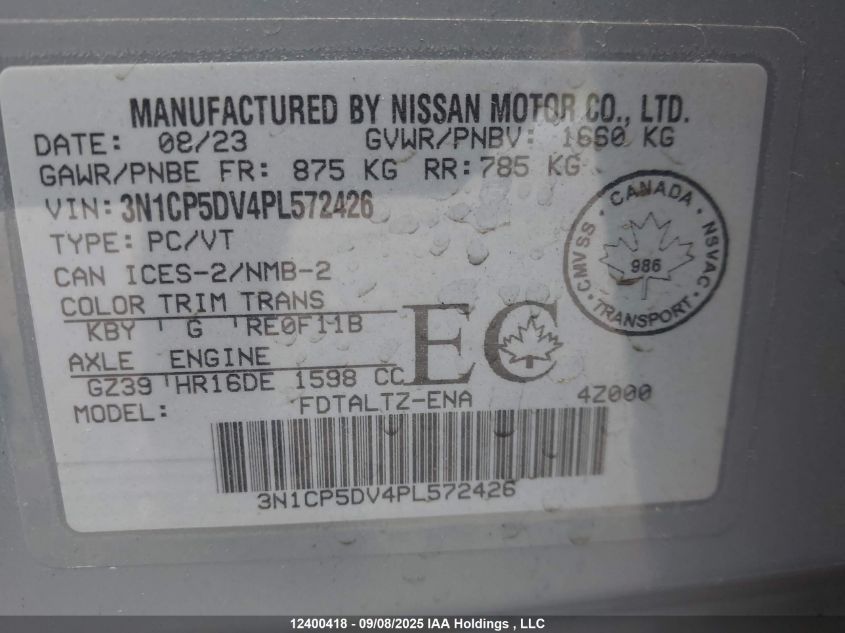 MANUFACTURED BY NISSAN MOTOR CO., LTD.
DATE: 08/23 GVWR/PNBV: 1660 KG
GAWR/PNBE FR: 875 KG RR: 785 KG
VIN: 3N1CP5DV4PL572426
TYPE: PC/VT
CAN ICES-2/NMB-2
COLOR TRIM TRANS
KBY G RE0F11B
AXLE ENGINE
GZ39 HR16DE 1598 CC
MODEL: FDTALTZ-ENA 4Z000
3N1CP5DV4PL572426
EC
CANADA
CMVSS NSVAC
986
TRANSPORT
12400418 - 09/08/2025 IAA Holdings , LLC